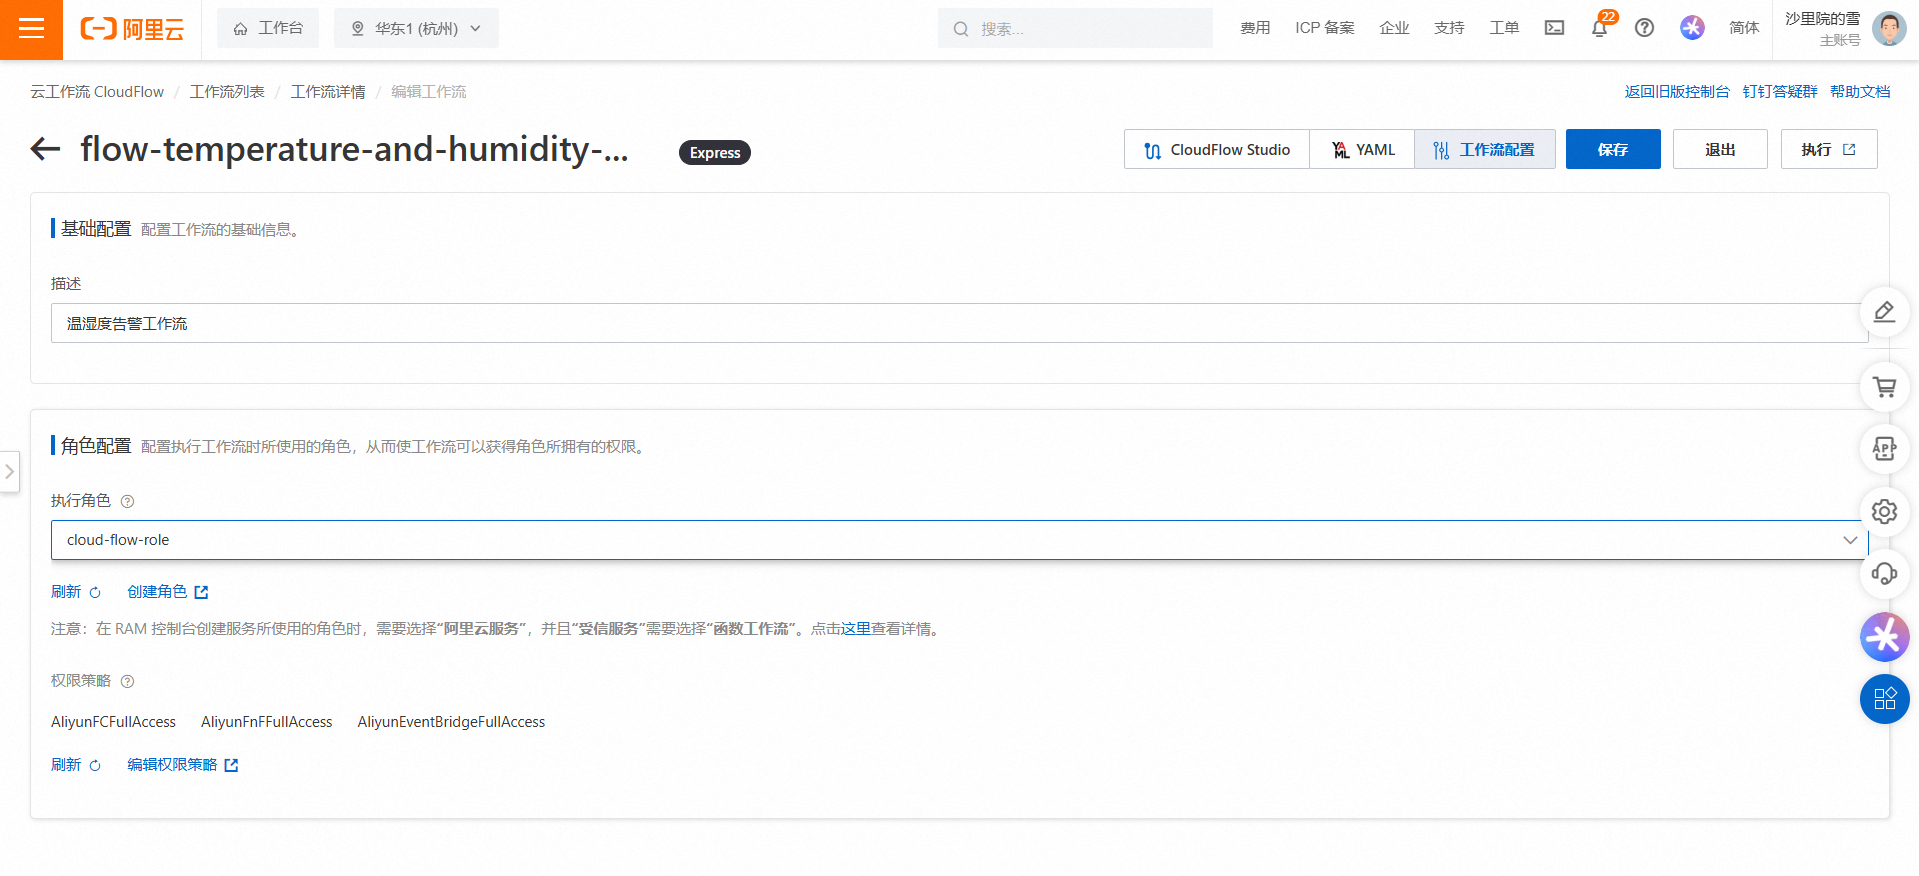 阿里云 工作台 华东1 (杭州) 搜索... 费用 ICP 备案 企业 支持 工单 22 简体 沙里院的雪
主账号
云工作流 CloudFlow / 工作流列表 / 工作流详情 / 编辑工作流 返回旧版控制台 钉钉答疑群 帮助文档
flow-temperature-and-humidity-... Express CloudFlow Studio YAML 工作流配置 保存 退出 执行
基础配置 配置工作流的基础信息。
描述
温湿度告警工作流
角色配置 配置执行工作流时所使用的角色，从而使工作流可以获得角色所拥有的权限。
APP
执行角色
cloud-flow-role
刷新 创建角色
注意：在 RAM 控制台创建服务所使用的角色时，需要选择“阿里云服务”，并且“受信服务”需要选择“函数工作流”。点击这里查看详情。
权限策略
AliyunFCFullAccess AliyunFnFFullAccess AliyunEventBridgeFullAccess
刷新 编辑权限策略